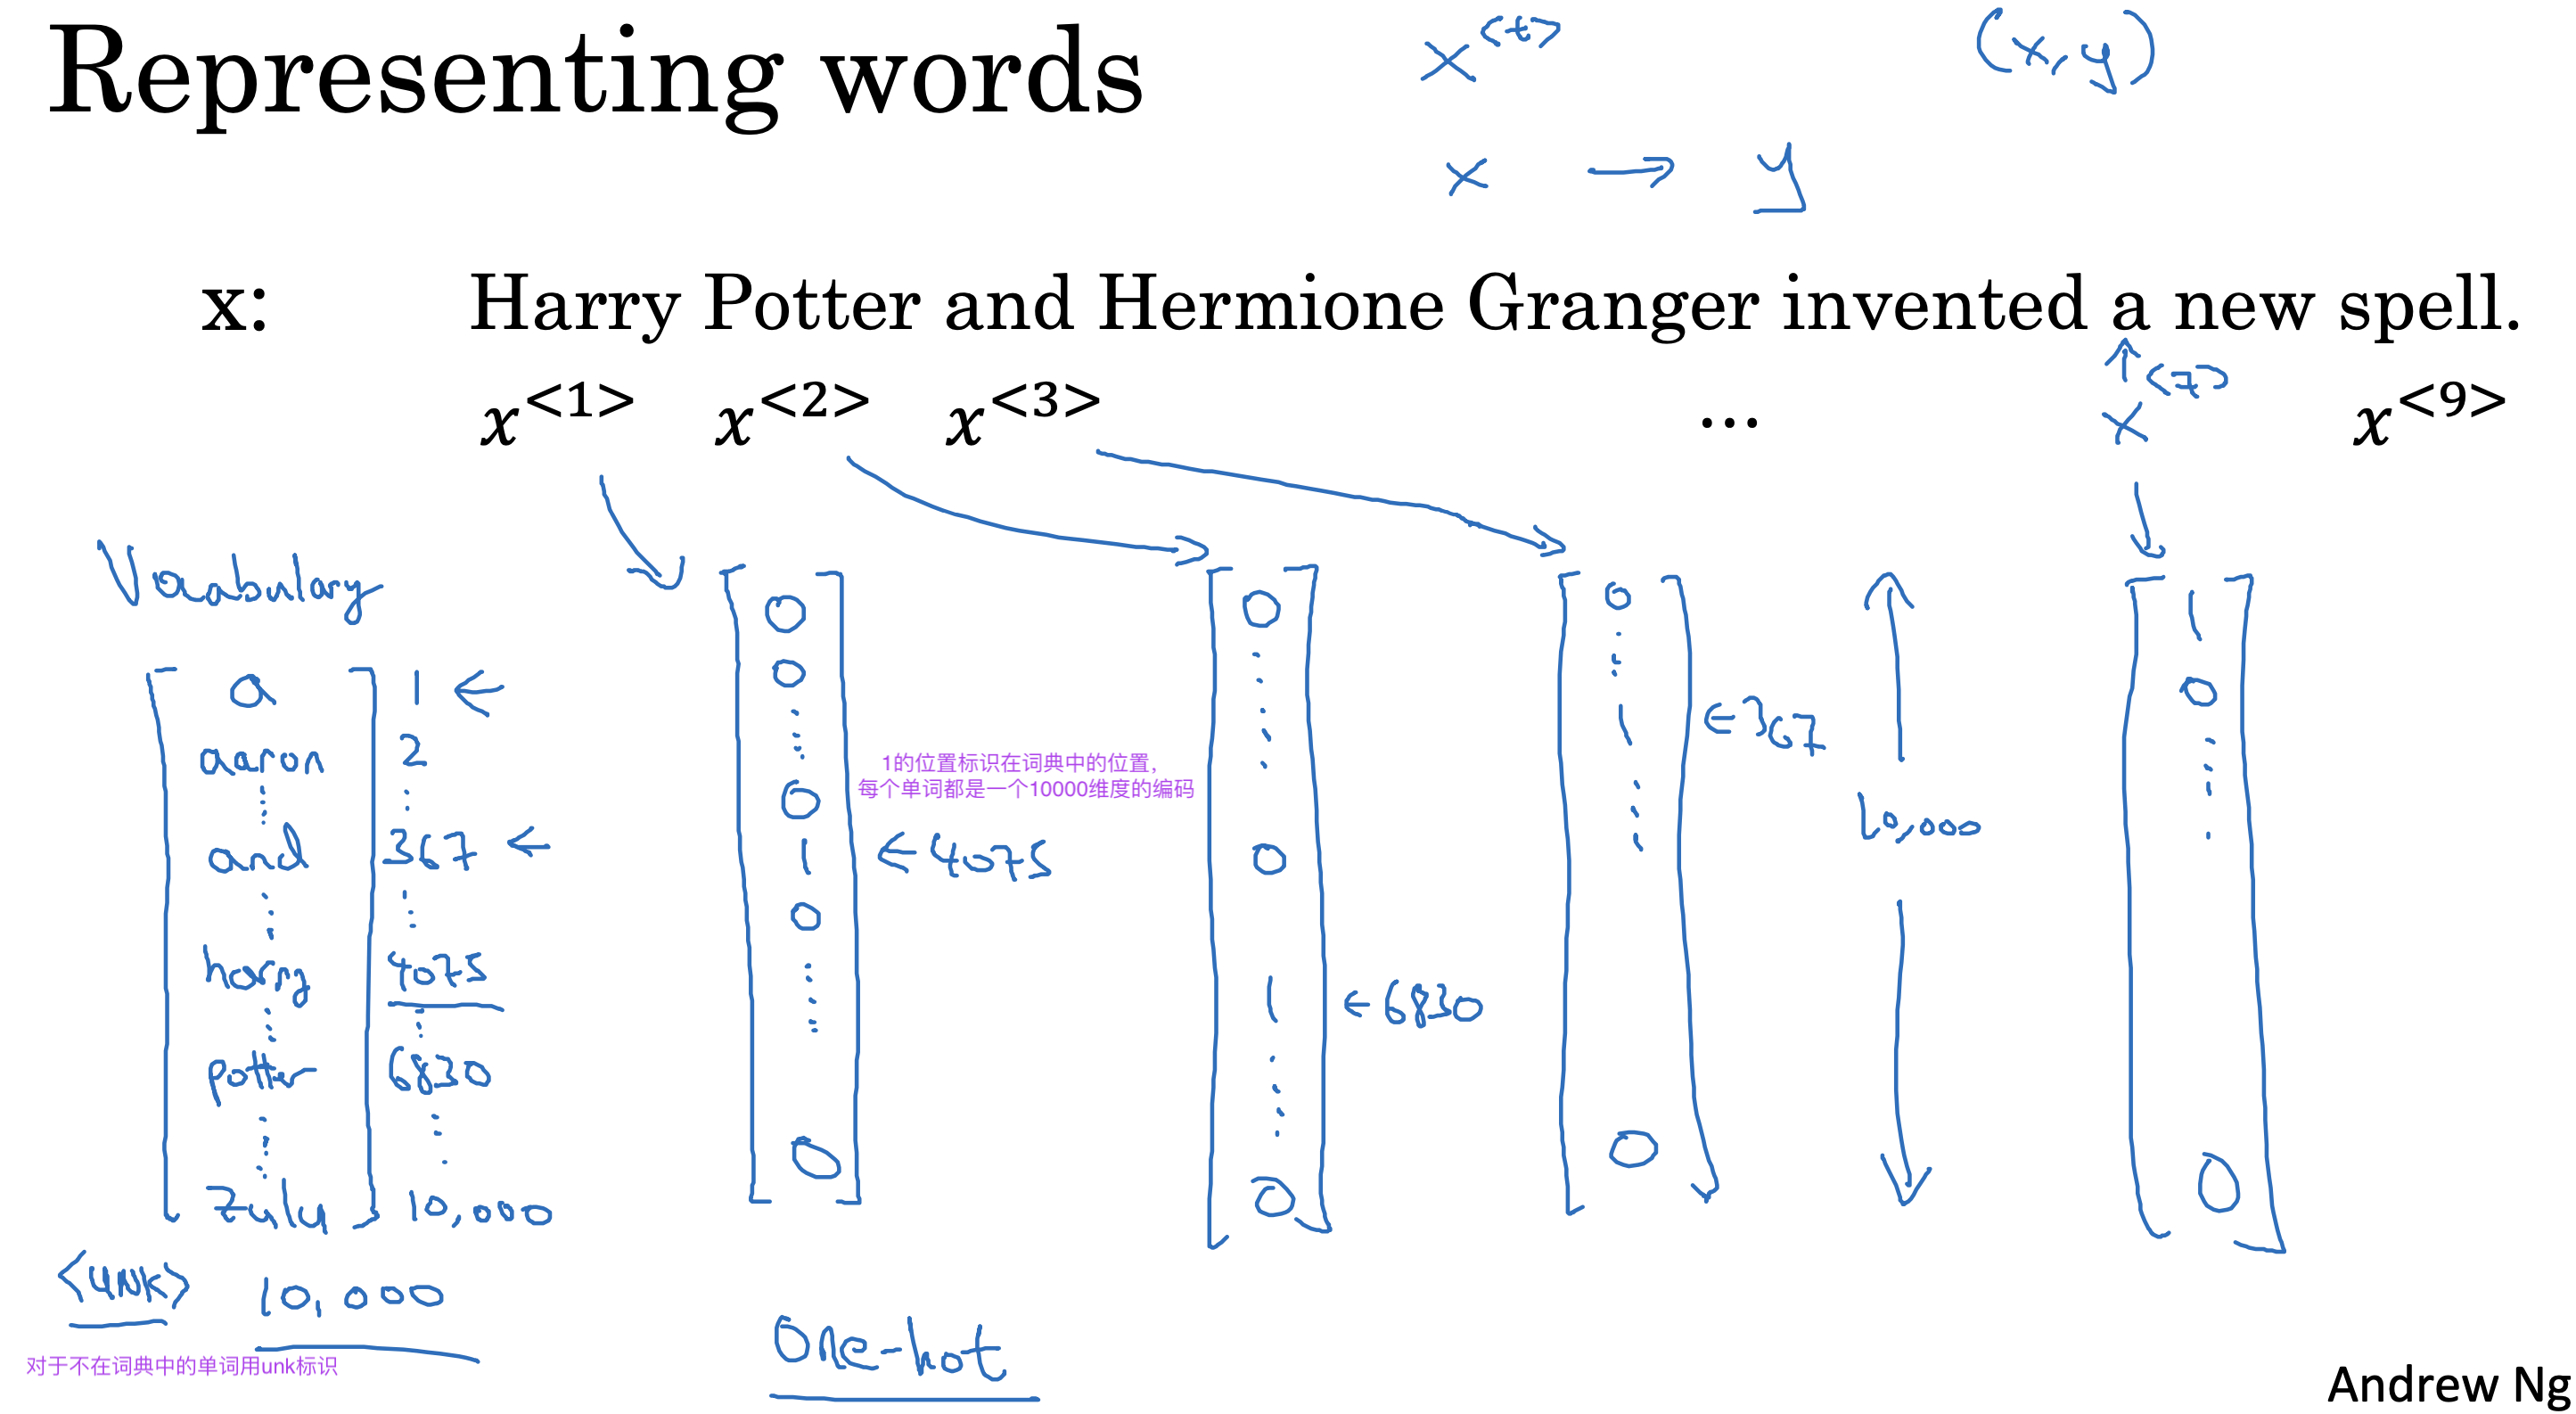 Representing words
x<t>
(x, y)
x → y
x: Harry Potter and Hermione Granger invented a new spell.
x<1> x<2> x<3> ... x<7> x<9>
Vocabulary
a 1 ←
aaron 2
and 367 ←
harry 4075
potter 6830
zulu 10,000
<UNK> 10,000
对于不在词典中的单词用unk标识
0
0
0
1 ← 4075
0
0
1的位置标识在词典中的位置，
每个单词都是一个10000维度的编码
One-hot
0
0
1 ← 6830
0
0
1 ← 367
0
10,000
1
0
0
Andrew Ng